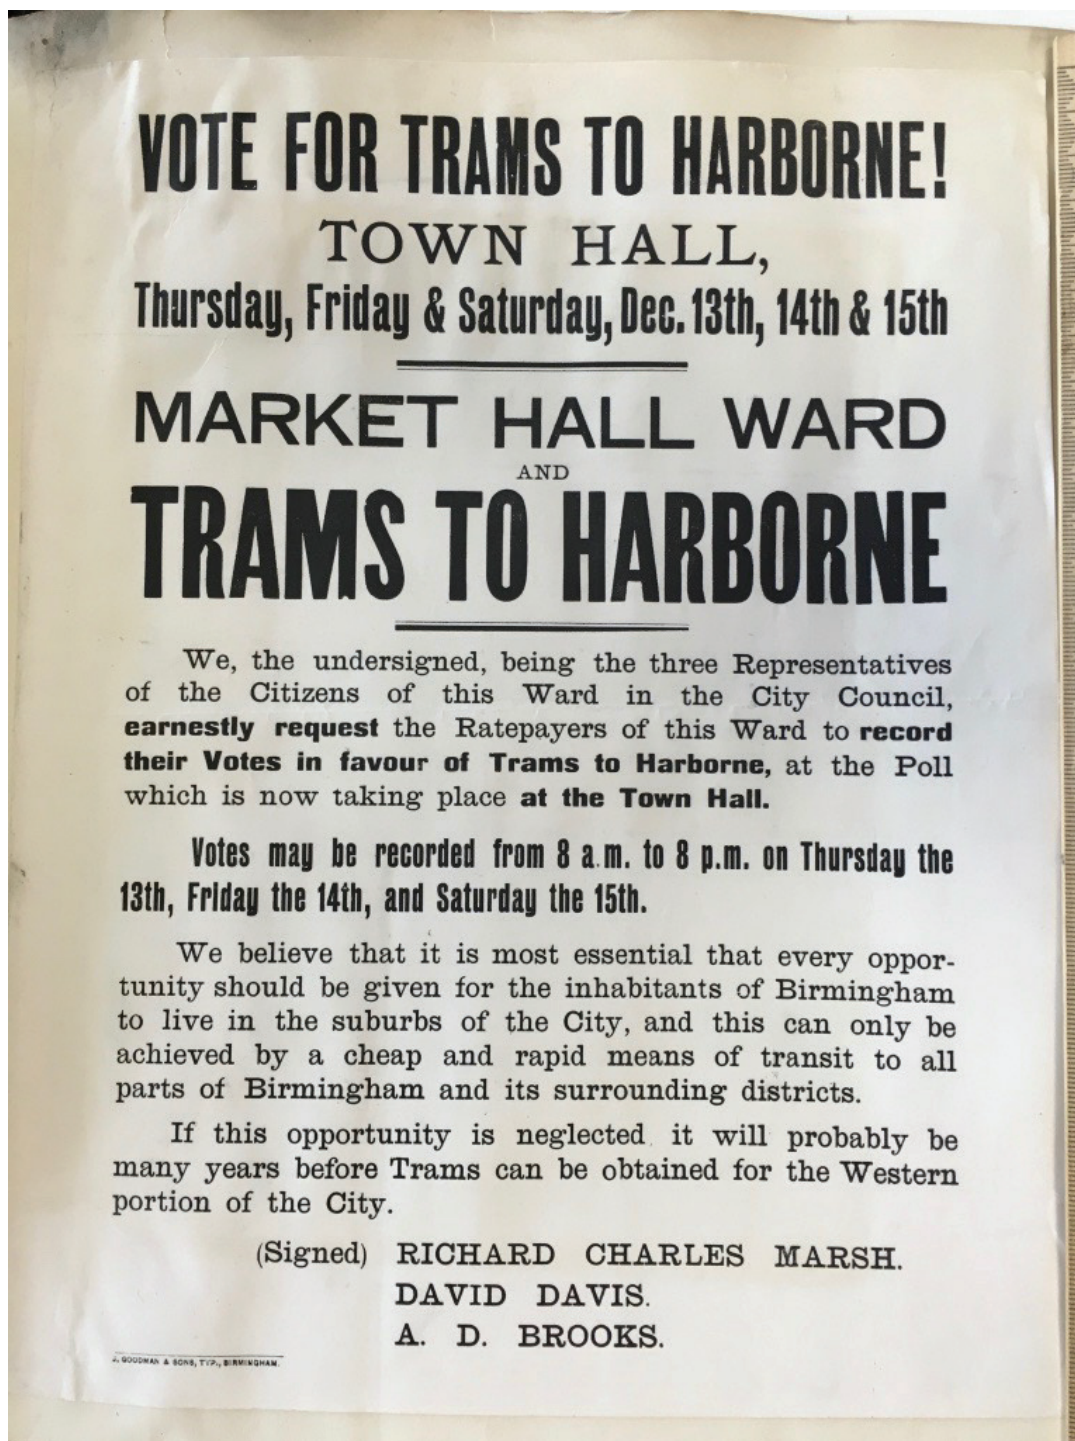 VOTE FOR TRAMS TO HARBORNE!
TOWN HALL,
Thursday, Friday & Saturday, Dec. 13th, 14th & 15th
MARKET HALL WARD
AND
TRAMS TO HARBORNE
We, the undersigned, being the three Representatives
of the Citizens of this Ward in the City Council,
earnestly request the Ratepayers of this Ward to record
their Votes in favour of Trams to Harborne, at the Poll
which is now taking place at the Town Hall.
Votes may be recorded from 8 a.m. to 8 p.m. on Thursday the
13th, Friday the 14th, and Saturday the 15th.
We believe that it is most essential that every oppor-
tunity should be given for the inhabitants of Birmingham
to live in the suburbs of the City, and this can only be
achieved by a cheap and rapid means of transit to all
parts of Birmingham and its surrounding districts.
If this opportunity is neglected it will probably be
many years before Trams can be obtained for the Western
portion of the City.
(Signed) RICHARD CHARLES MARSH.
DAVID DAVIS.
A. D. BROOKS.
J. GOODMAN & SONS, TYP., BIRMINGHAM.